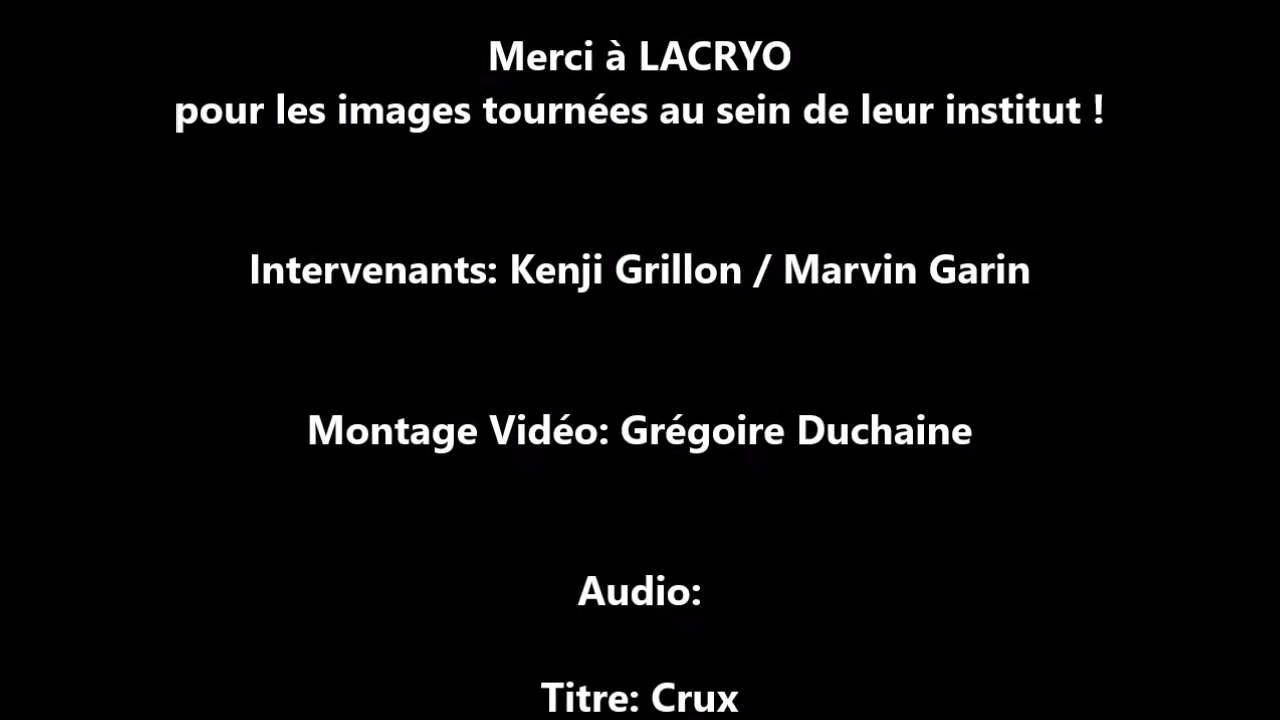 Merci à LACRYO
pour les images tournées au sein de leur institut !
Intervenants: Kenji Grillon / Marvin Garin
Montage Vidéo: Grégoire Duchaine
Audio:
Titre: Crux